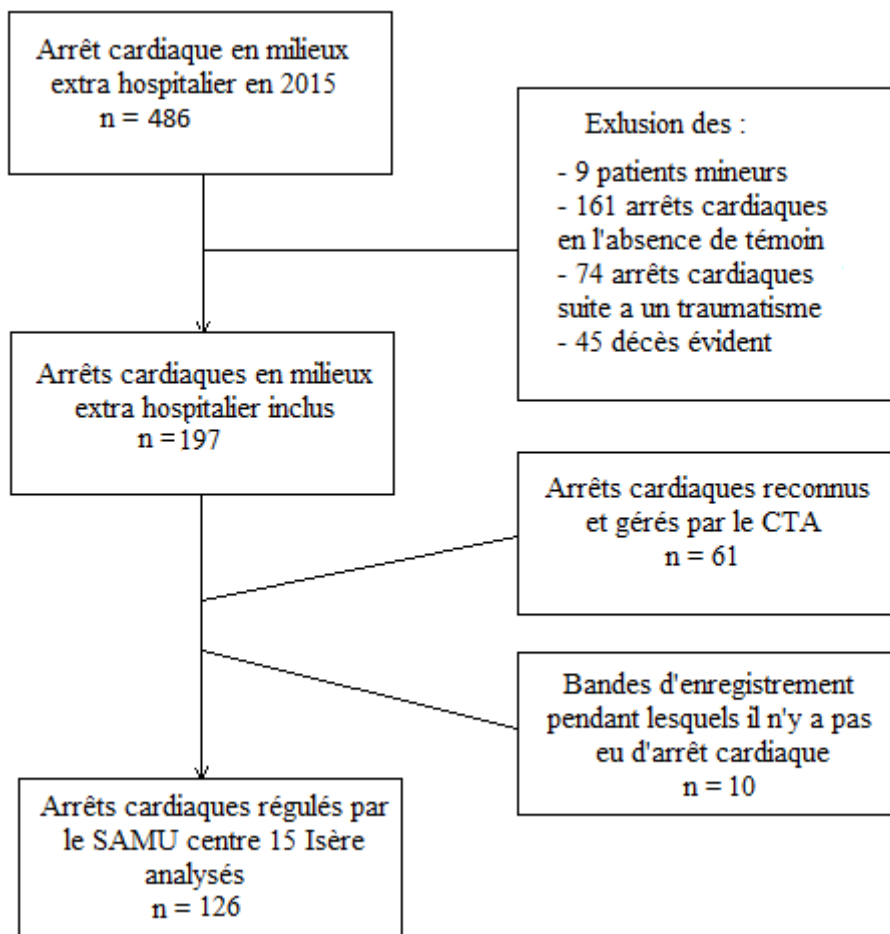 Arrêt cardiaque en milieux
extra hospitalier en 2015
n = 486
Exlusion des :
- 9 patients mineurs
- 161 arrêts cardiaques
en l'absence de témoin
- 74 arrêts cardiaques
suite a un traumatisme
- 45 décès évident
Arrêts cardiaques en milieux
extra hospitalier inclus
n = 197
Arrêts cardiaques reconnus
et gérés par le CTA
n = 61
Bandes d'enregistrement
pendant lesquels il n'y a pas
eu d'arrêt cardiaque
n = 10
Arrêts cardiaques régulés par
le SAMU centre 15 Isère
analysés
n = 126